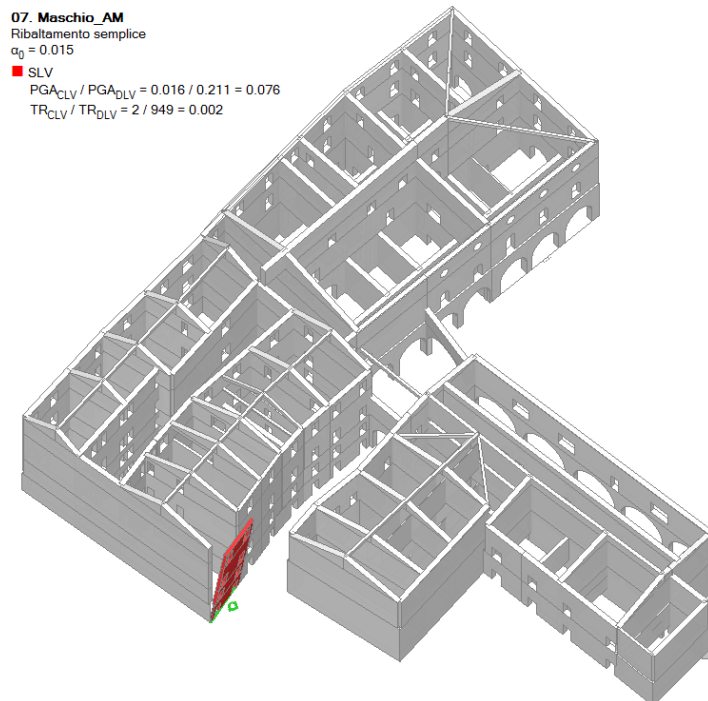 07. Maschio_AM
Ribaltamento semplice
α0 = 0.015
SLV
PGACLV / PGADLV = 0.016 / 0.211 = 0.076
TRCLV / TRDLV = 2 / 949 = 0.002